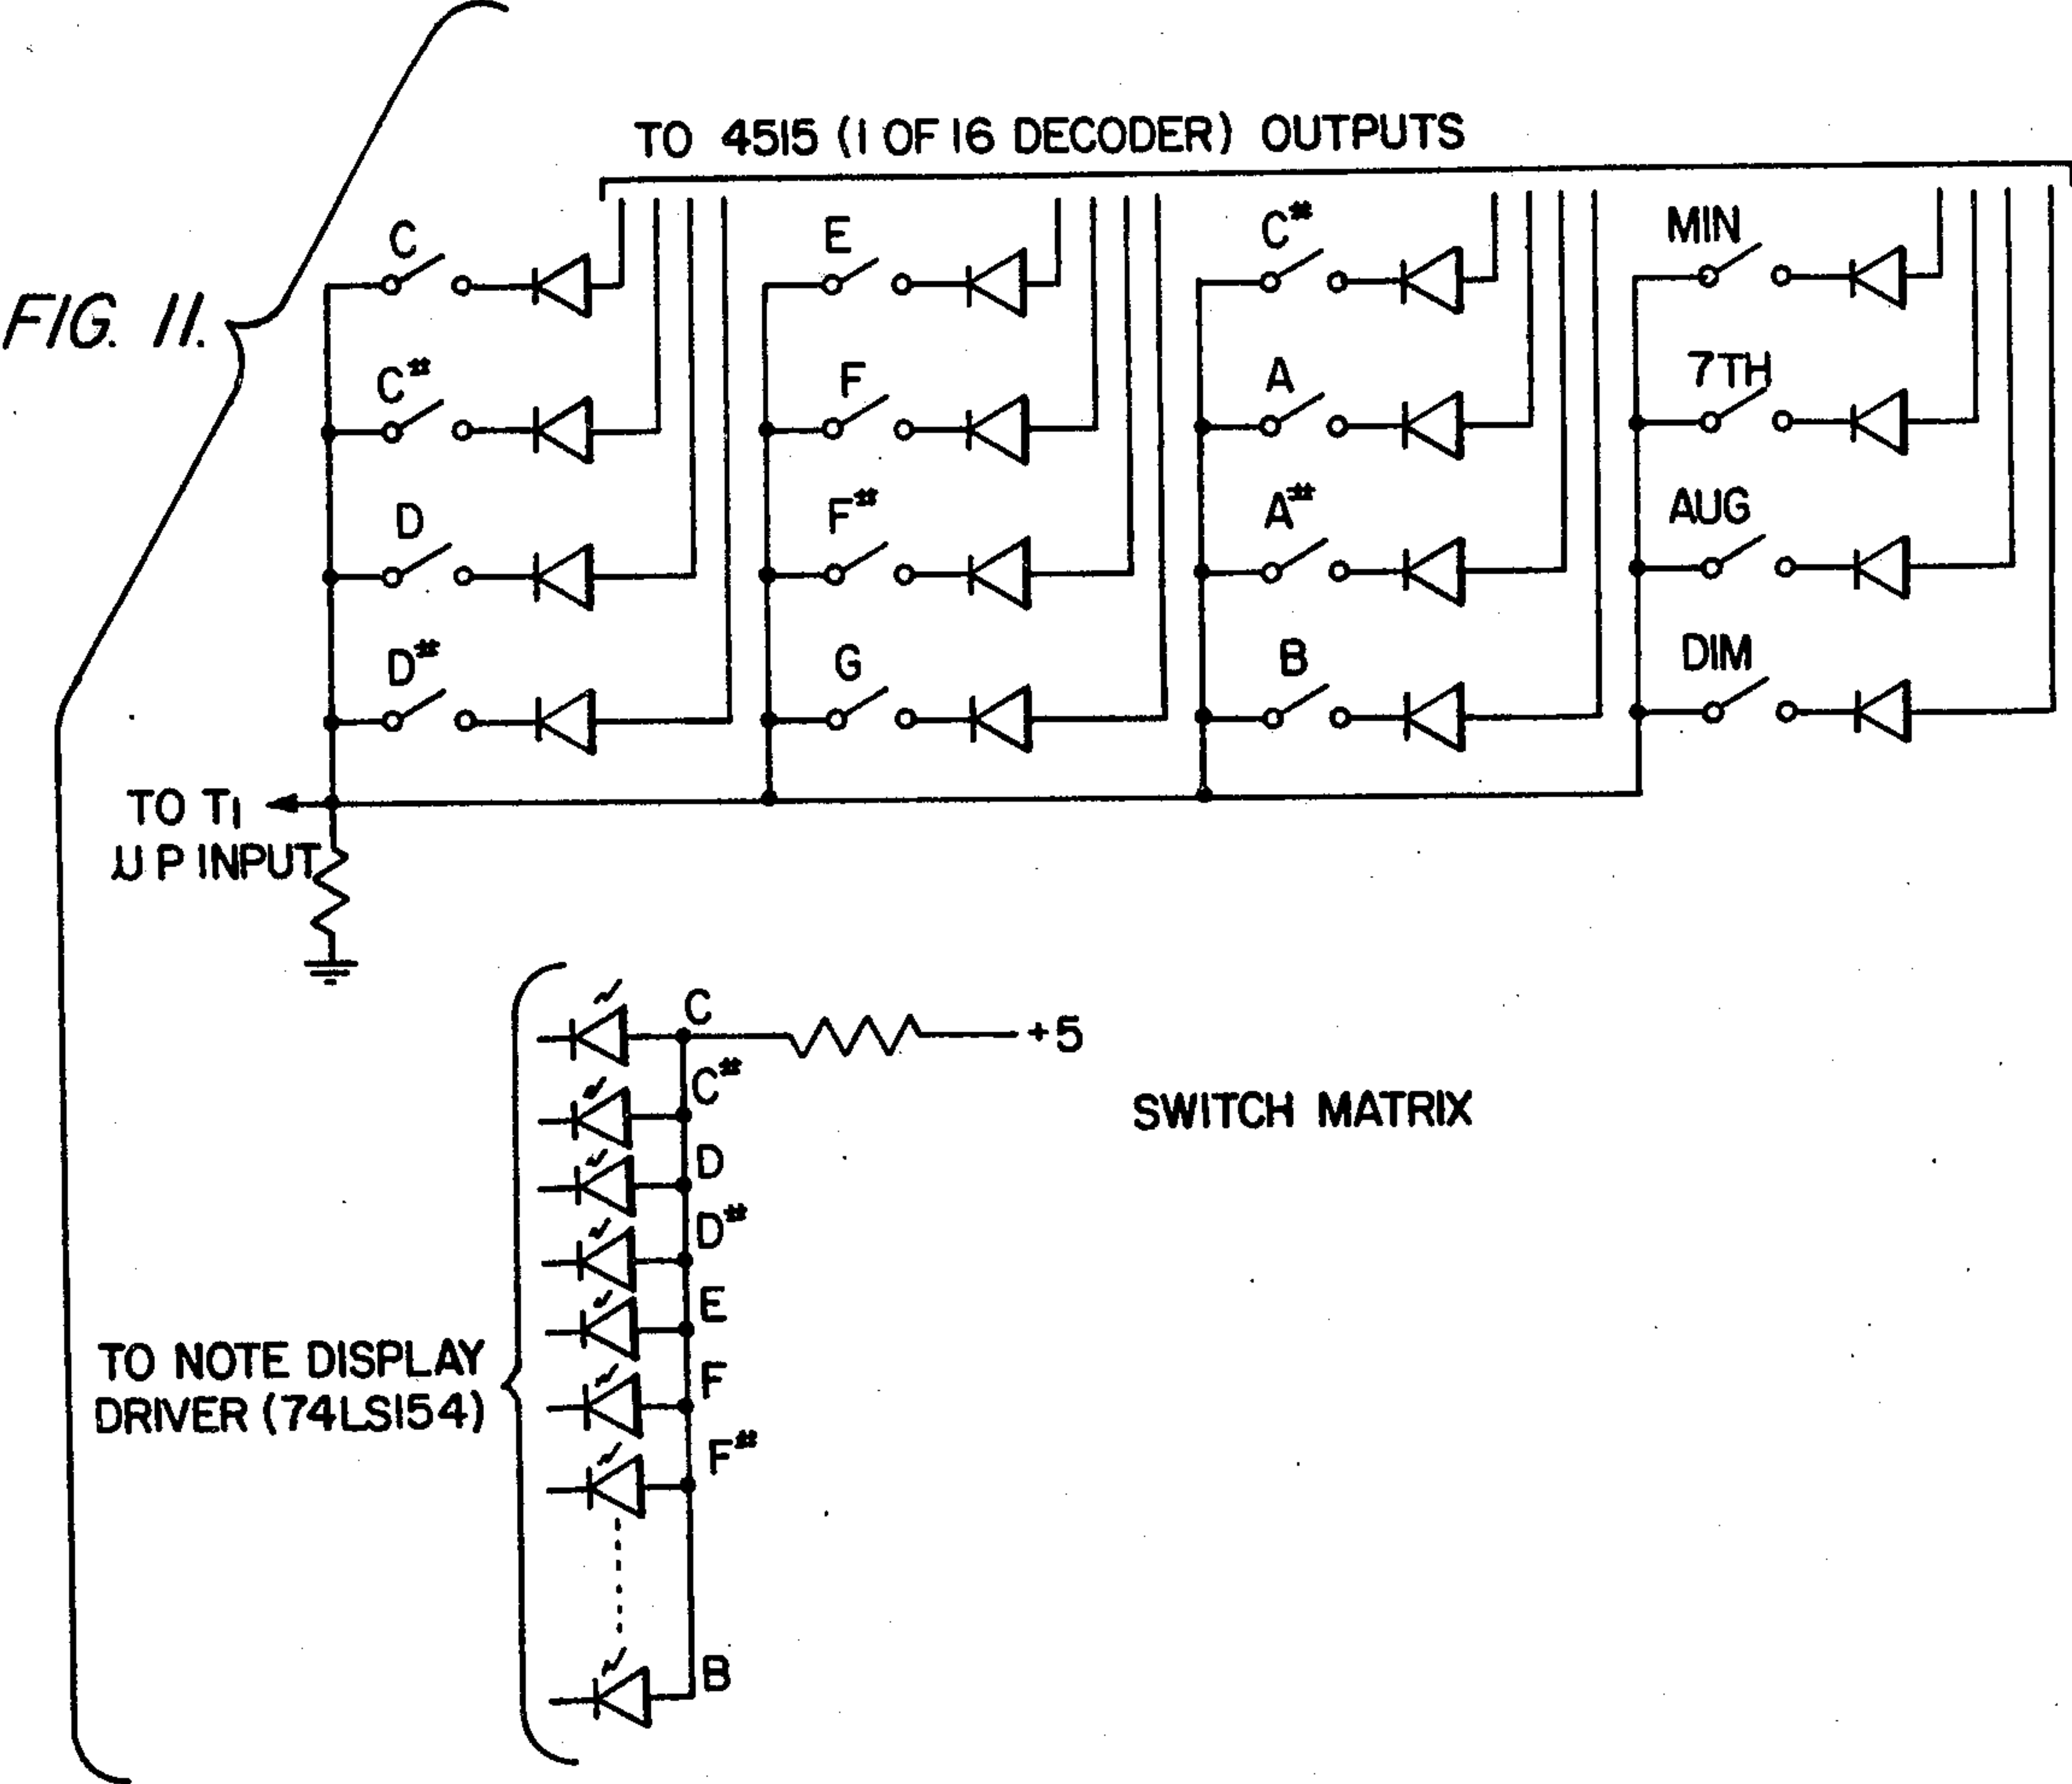 FIG. 11.
TO 4515 (1 OF 16 DECODER) OUTPUTS
C
E
C#
MIN
C#
F
A
7TH
D
F#
A#
AUG
D#
G
B
DIM
TO T1
μP INPUT
C
+5
C#
SWITCH MATRIX
D
D#
E
TO NOTE DISPLAY
DRIVER (74LS154)
F
F#
B